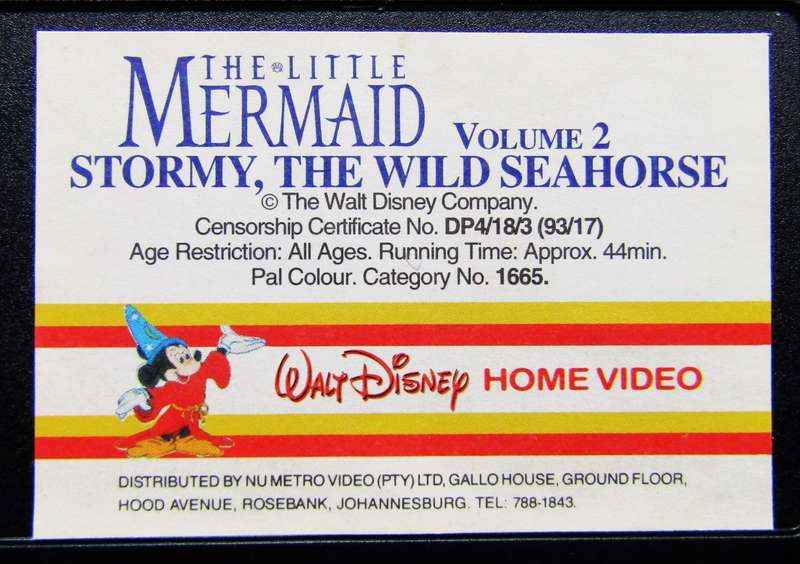 THE LITTLE
MERMAID VOLUME 2
STORMY, THE WILD SEAHORSE
© The Walt Disney Company.
Censorship Certificate No. DP4/18/3 (93/17)
Age Restriction: All Ages. Running Time: Approx. 44min.
Pal Colour. Category No. 1665.
WALT DISNEY HOME VIDEO
DISTRIBUTED BY NU METRO VIDEO (PTY) LTD, GALLO HOUSE, GROUND FLOOR,
HOOD AVENUE, ROSEBANK, JOHANNESBURG. TEL: 788-1843.